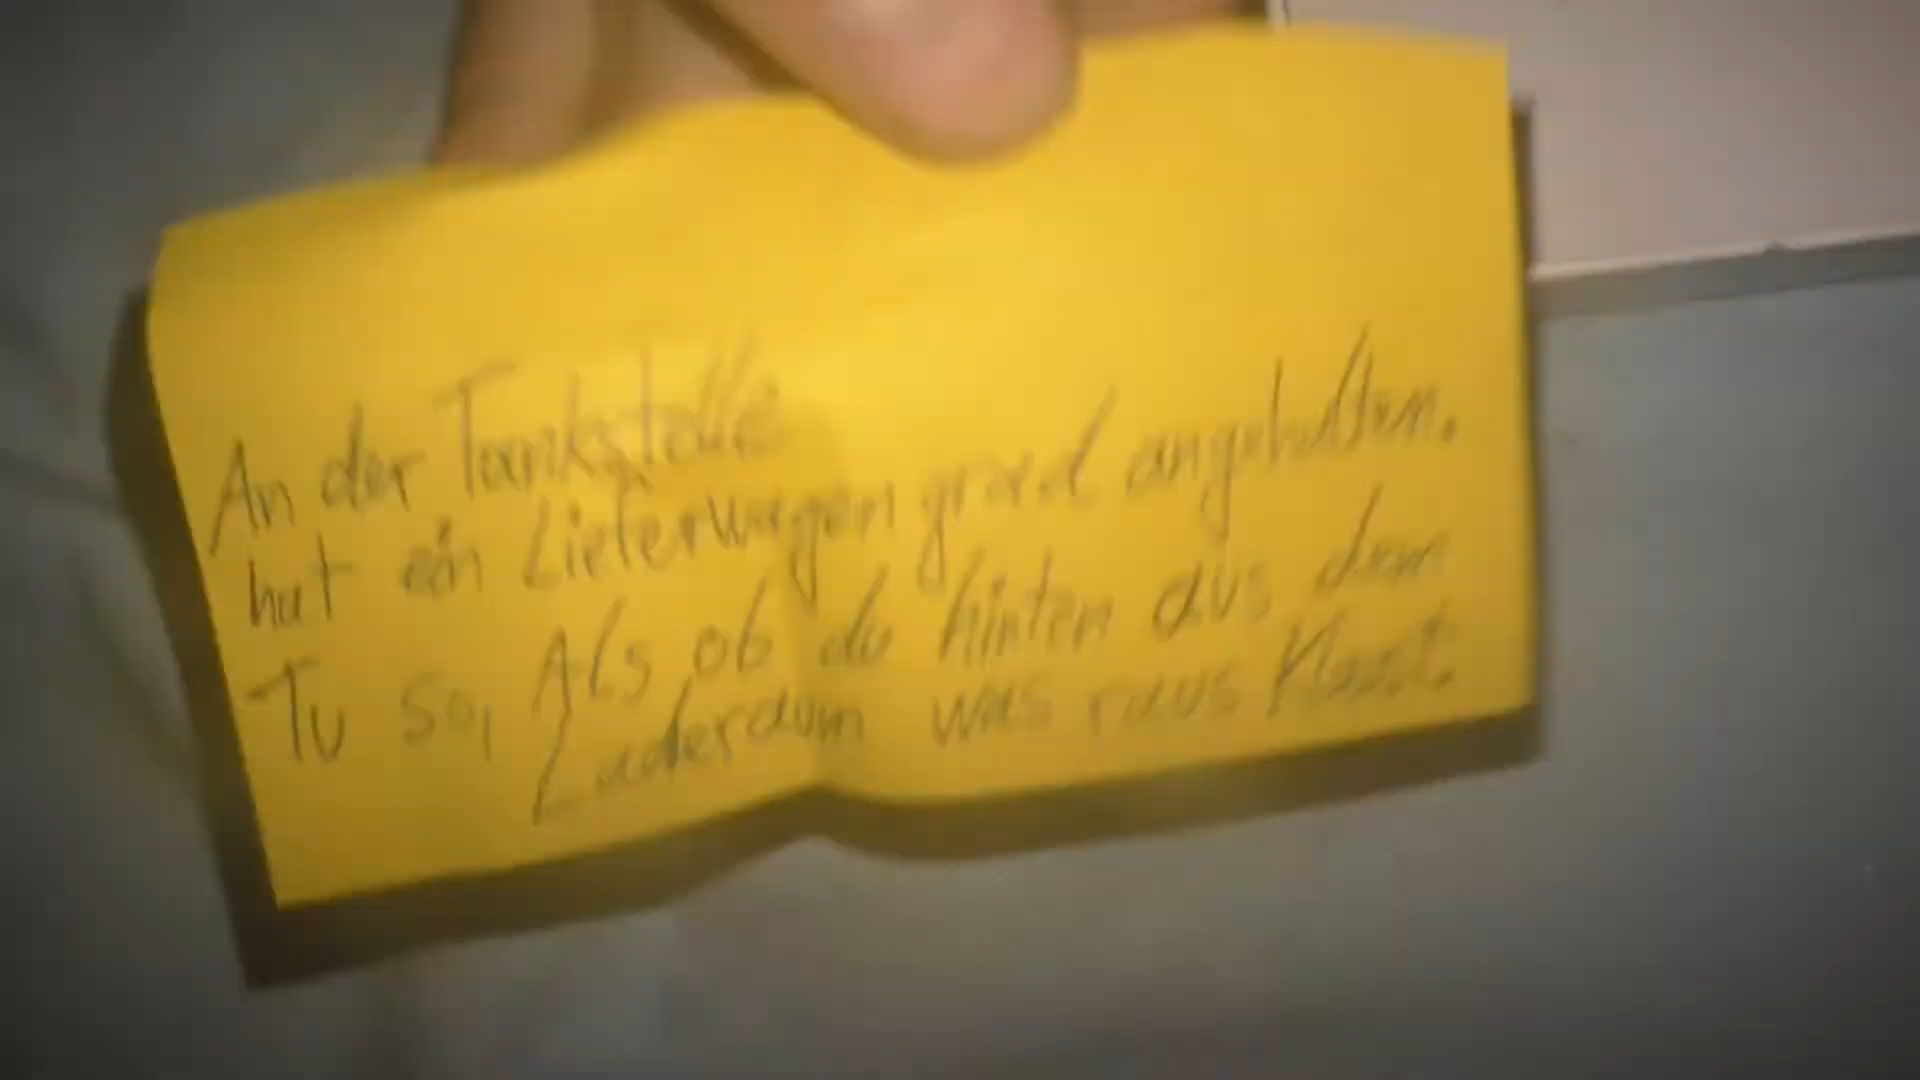 An der Tankstelle
hat ein Lieferwagen grad angehalten.
Tu so, Als ob du hinten aus dem
Laderaum was raus klaust.